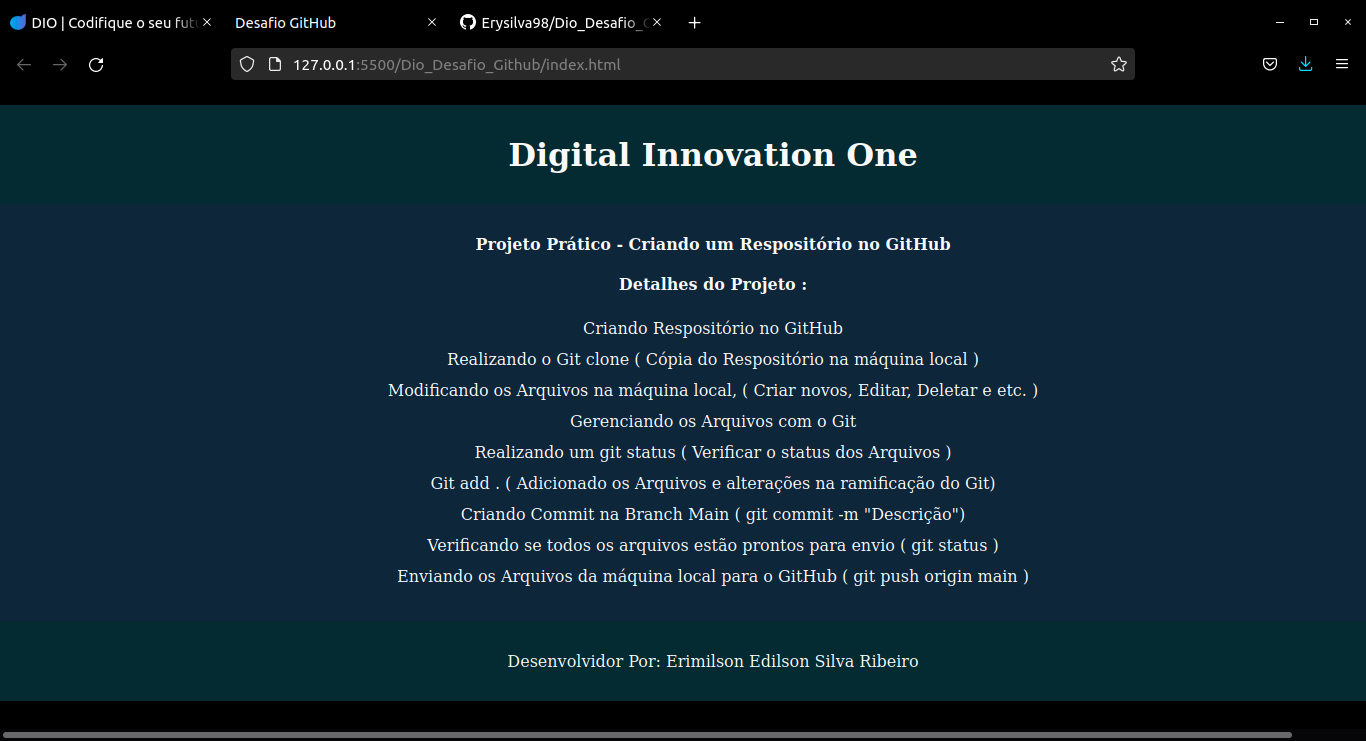 DIO | Codifique o seu fut
Desafio GitHub
Erysilva98/Dio_Desafio_
127.0.0.1:5500/Dio_Desafio_Github/index.html
Digital Innovation One
Projeto Prático - Criando um Respositório no GitHub
Detalhes do Projeto :
Criando Respositório no GitHub
Realizando o Git clone ( Cópia do Respositório na máquina local )
Modificando os Arquivos na máquina local, ( Criar novos, Editar, Deletar e etc. )
Gerenciando os Arquivos com o Git
Realizando um git status ( Verificar o status dos Arquivos )
Git add . ( Adicionado os Arquivos e alterações na ramificação do Git)
Criando Commit na Branch Main ( git commit -m "Descrição")
Verificando se todos os arquivos estão prontos para envio ( git status )
Enviando os Arquivos da máquina local para o GitHub ( git push origin main )
Desenvolvidor Por: Erimilson Edilson Silva Ribeiro